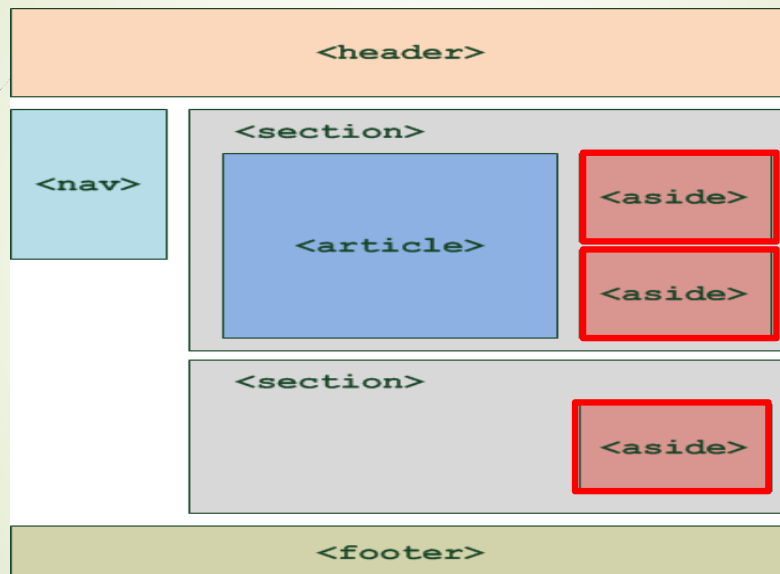 <header>
<section>
<nav>
<aside>
<article>
<aside>
<section>
<aside>
<footer>